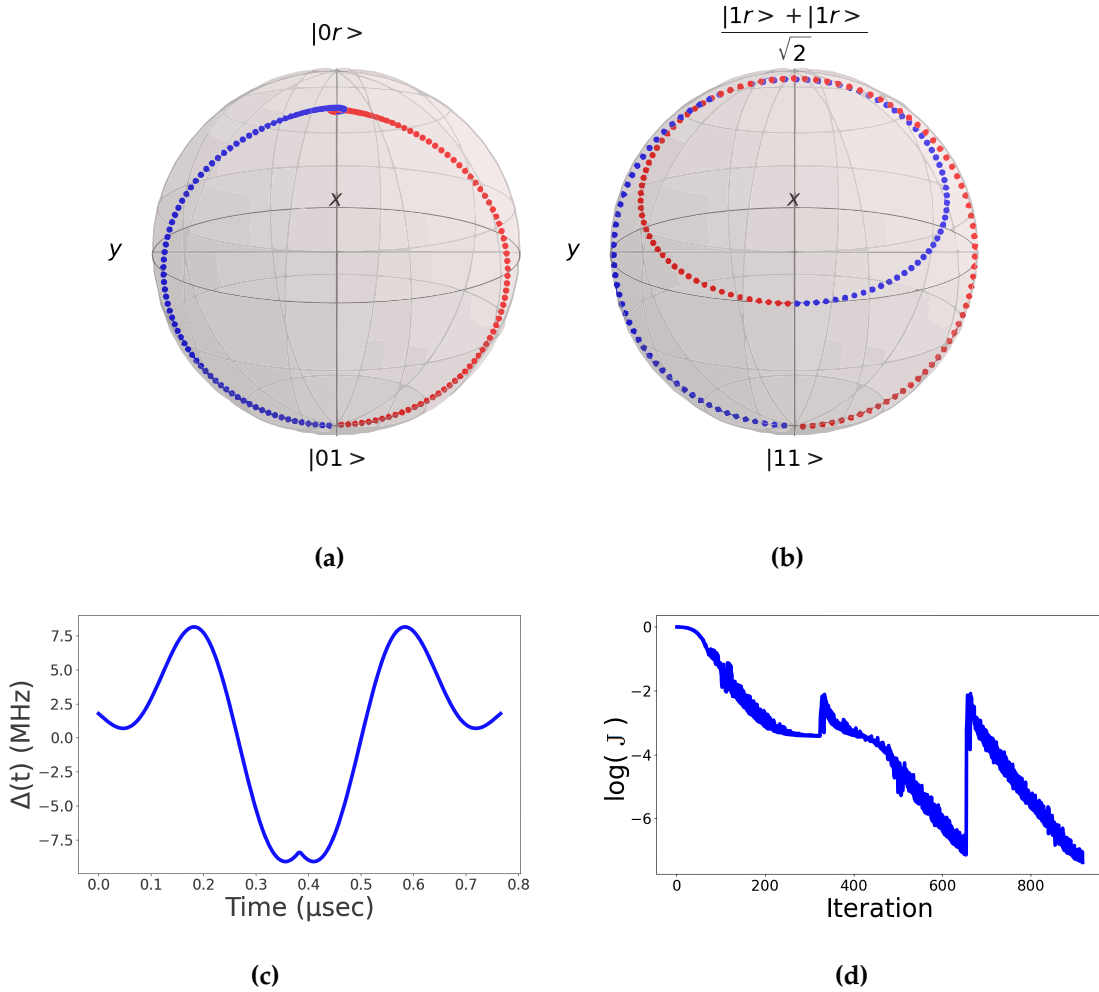 |0r >
|1r > + |1r >
√2
x
x
y
y
|01 >
|11 >
(a)
(b)
7.5
5.0
2.5
0.0
−2.5
−5.0
−7.5
Δ(t) (MHz)
0.0 0.1 0.2 0.3 0.4 0.5 0.6 0.7 0.8
Time (μsec)
0
−2
−4
−6
log( J )
0 200 400 600 800
Iteration
(c)
(d)